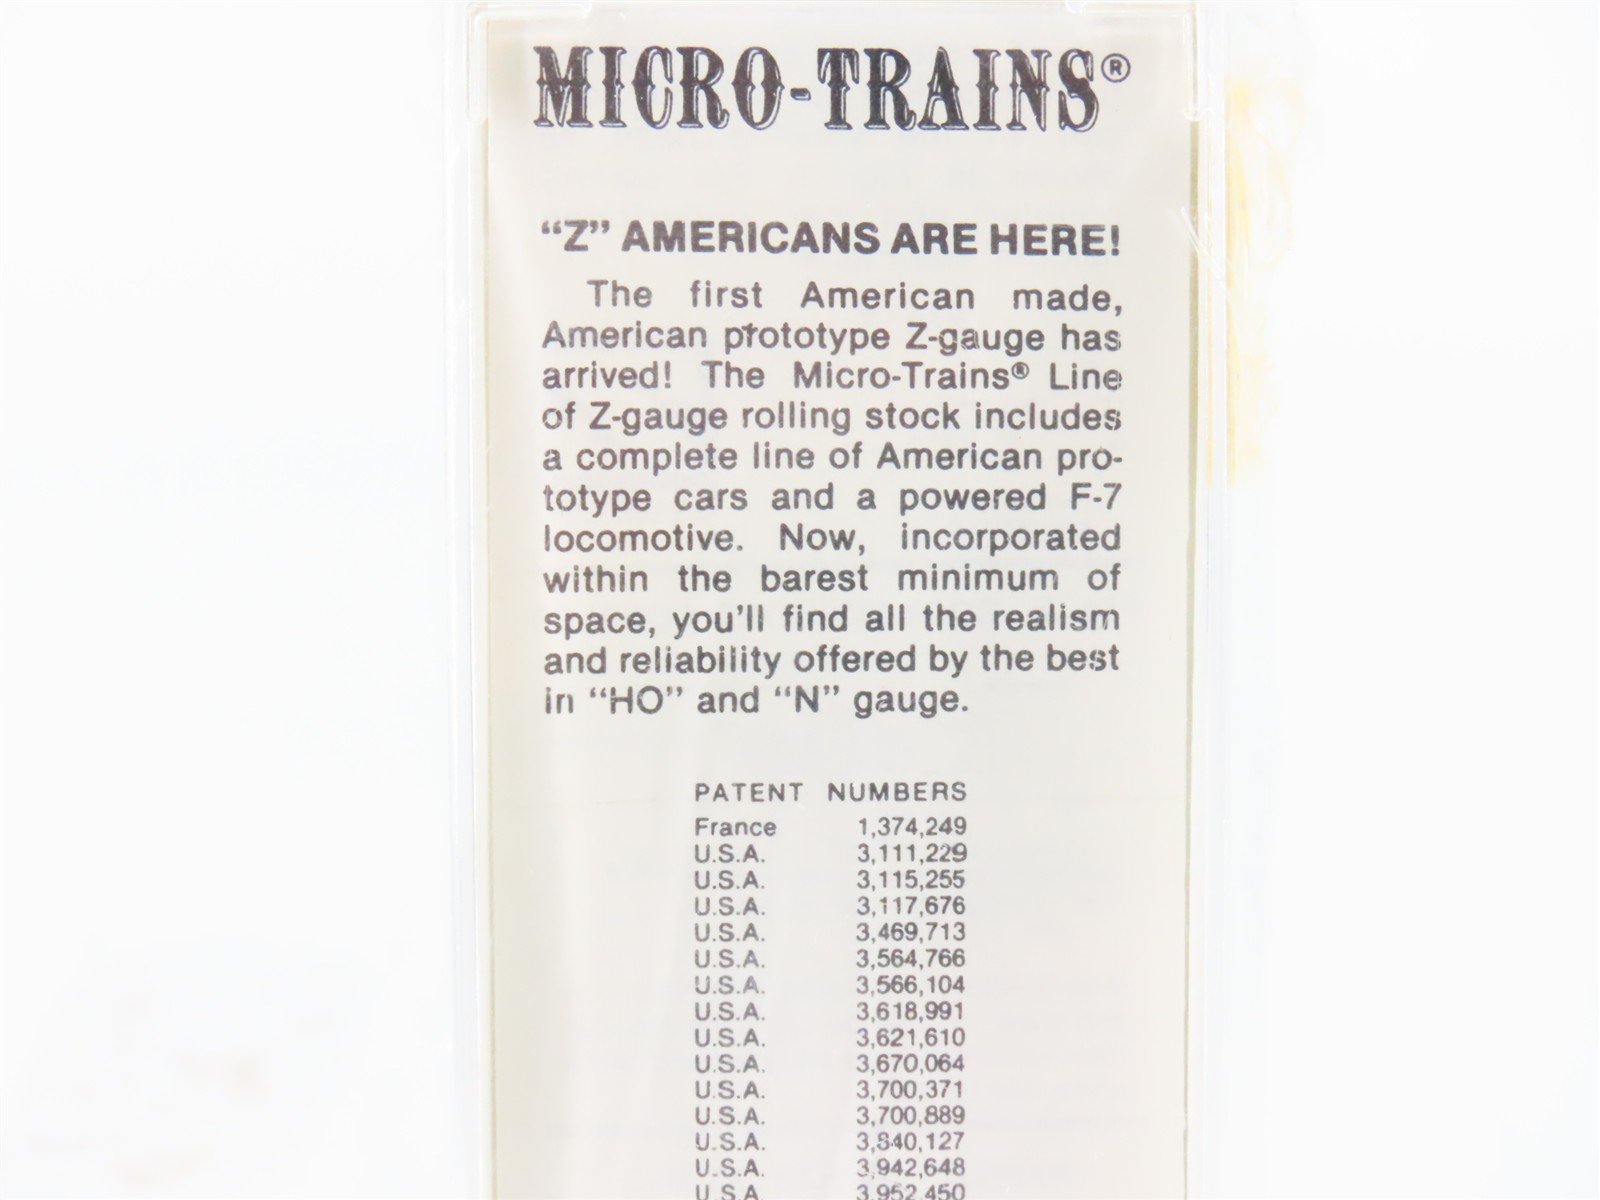 MICRO-TRAINS®
“Z” AMERICANS ARE HERE!
The first American made,
American prototype Z-gauge has
arrived! The Micro-Trains® Line
of Z-gauge rolling stock includes
a complete line of American pro-
totype cars and a powered F-7
locomotive. Now, incorporated
within the barest minimum of
space, you'll find all the realism
and reliability offered by the best
in “HO” and “N” gauge.
PATENT NUMBERS
France 1,374,249
U.S.A. 3,111,229
U.S.A. 3,115,255
U.S.A. 3,117,676
U.S.A. 3,469,713
U.S.A. 3,564,766
U.S.A. 3,566,104
U.S.A. 3,618,991
U.S.A. 3,621,610
U.S.A. 3,670,064
U.S.A. 3,700,371
U.S.A. 3,700,889
U.S.A. 3,840,127
U.S.A. 3,942,648
U.S.A. 3,952,450